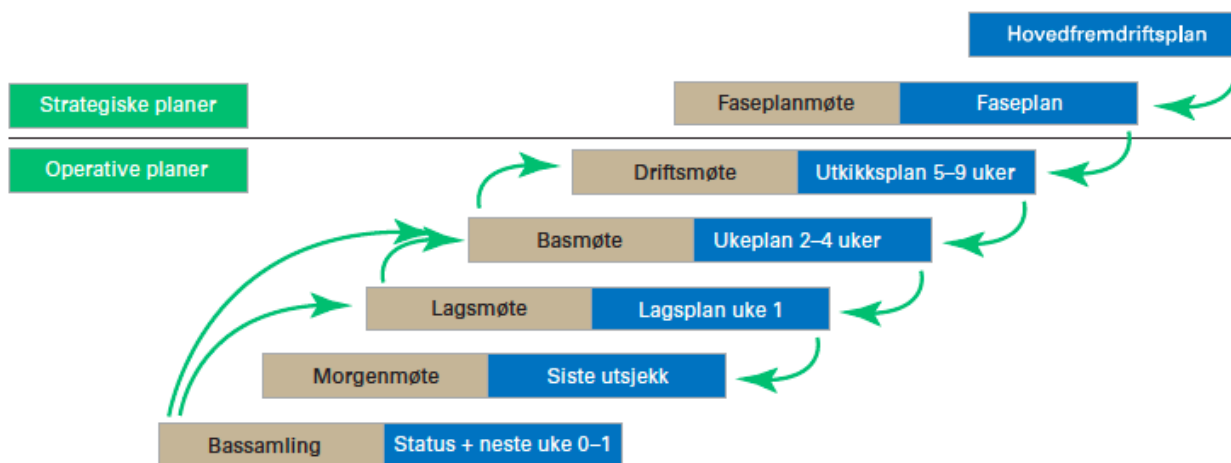 Hovedfremdriftsplan
Strategiske planer
Faseplanmøte
Faseplan
Operative planer
Driftsmøte
Utkikksplan 5–9 uker
Basmøte
Ukeplan 2–4 uker
Lagsmøte
Lagsplan uke 1
Morgenmøte
Siste utsjekk
Bassamling
Status + neste uke 0–1